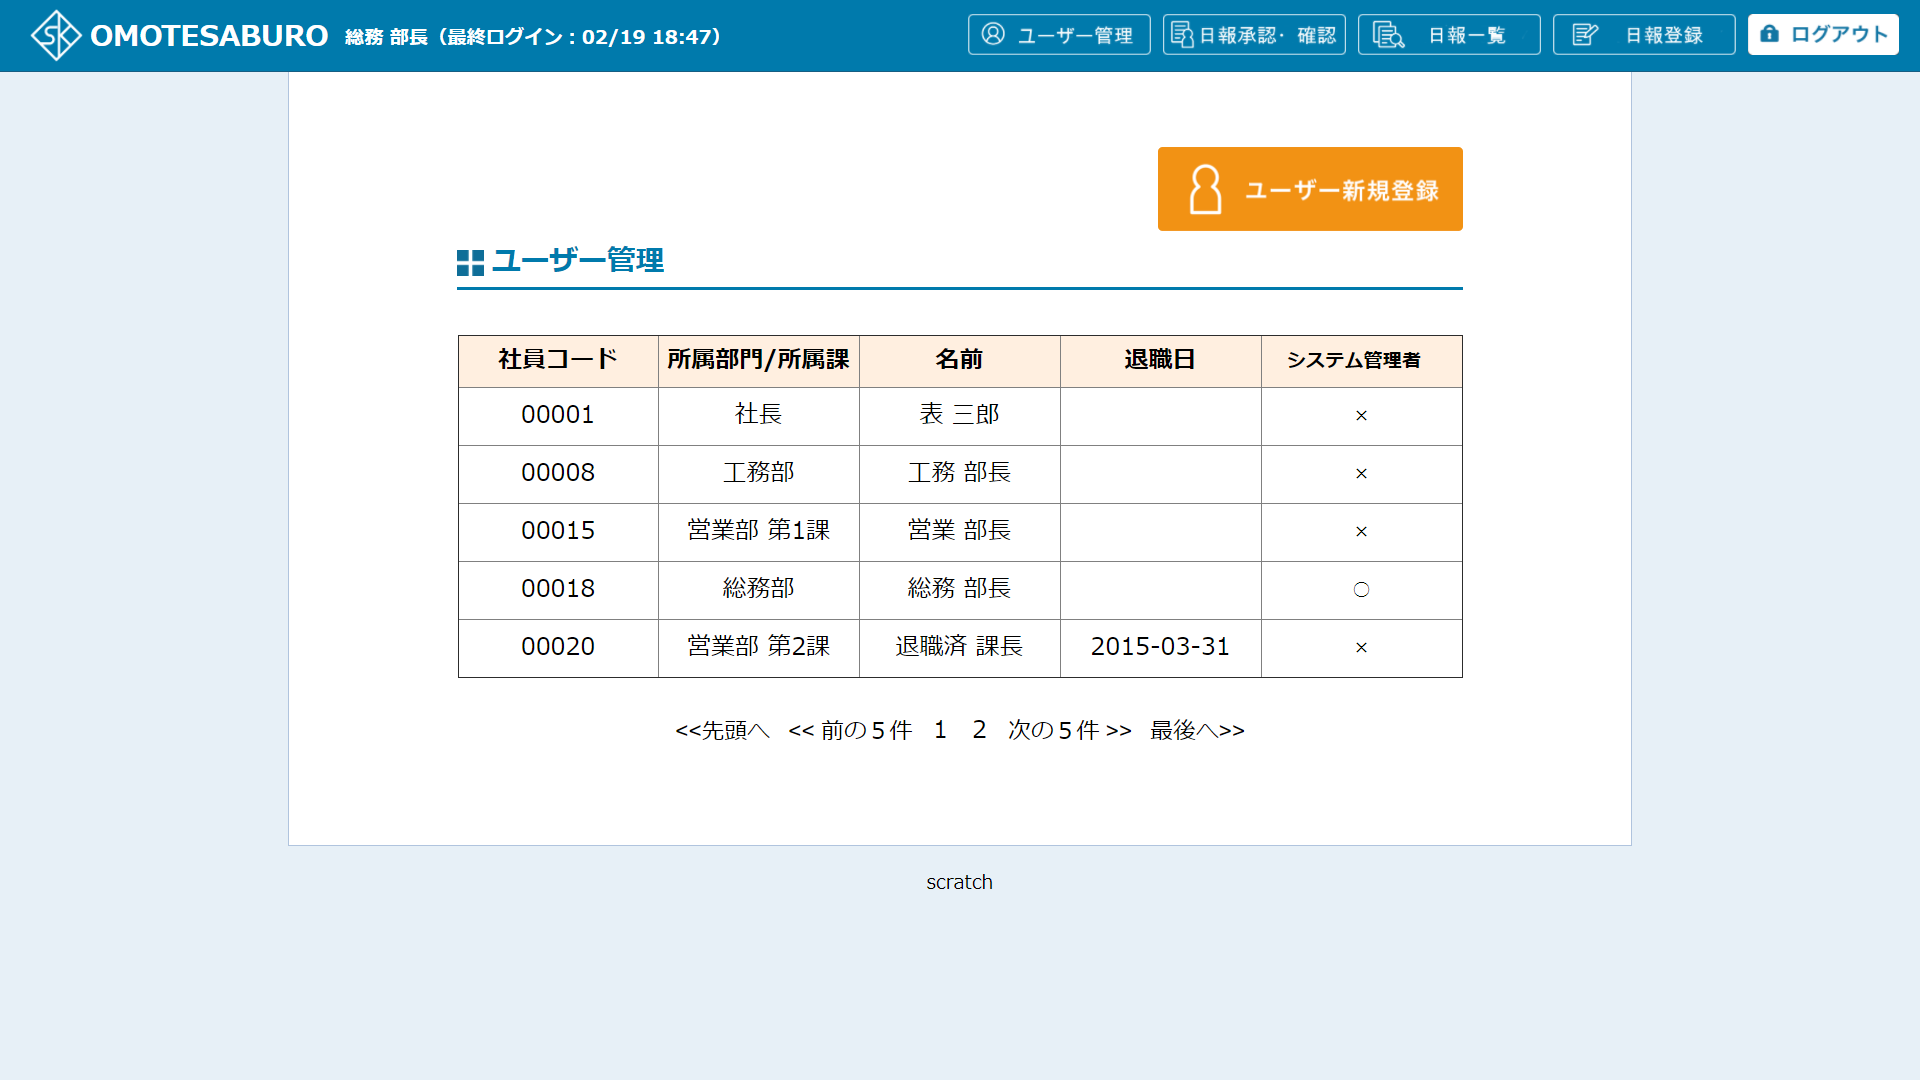 OMOTESABURO 総務 部長（最終ログイン：02/19 18:47） ユーザー管理 日報承認・確認 日報一覧 日報登録 ログアウト
ユーザー新規登録
ユーザー管理
社員コード 所属部門/所属課 名前 退職日 システム管理者
00001 社長 表 三郎 ×
00008 工務部 工務 部長 ×
00015 営業部 第1課 営業 部長 ×
00018 総務部 総務 部長 ○
00020 営業部 第2課 退職済 課長 2015-03-31 ×
<<先頭へ << 前の５件 1 2 次の５件 >> 最後へ>>
scratch